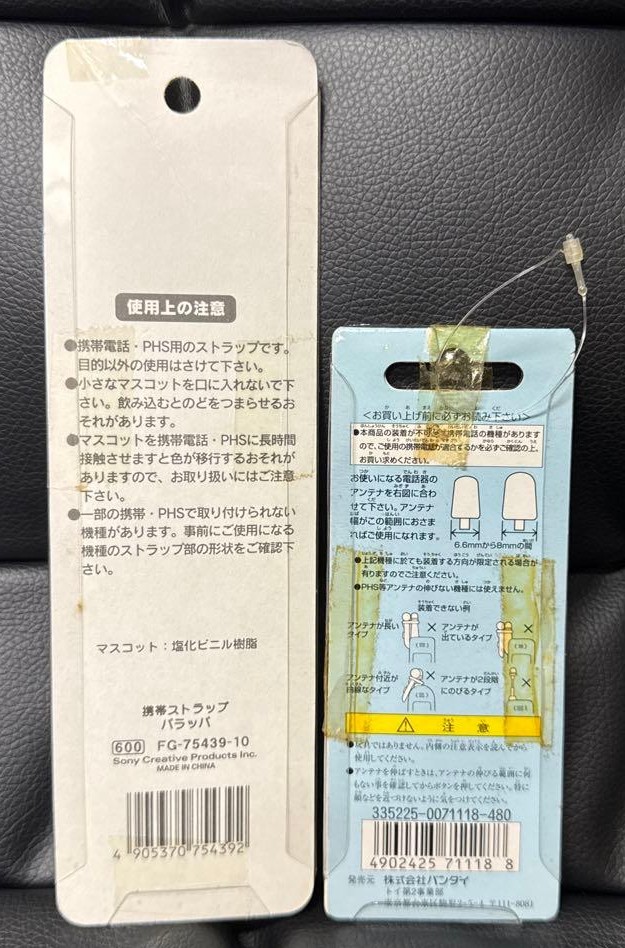 使用上の注意
●携帯電話・PHS用のストラップです。
目的以外の使用はさけて下さい。
●小さなマスコットを口に入れないで下
さい。飲み込むとのどをつまらせるお
それがあります。
●マスコットを携帯電話・PHSに長時間
接触させますと色が移行するおそれが
ありますので、お取り扱いにはご注意
下さい。
●一部の携帯・PHSで取り付けられない
機種があります。事前にご使用になる
機種のストラップ部の形状をご確認下
さい。
マスコット：塩化ビニル樹脂
携帯ストラップ
パラッパ
600 FG-75439-10
Sony Creative Products Inc.
MADE IN CHINA
4 905370 754392
<お買い上げ前に必ずお読み下さい>
●本商品の装着が不可能な携帯電話の機種があります
ので、ご使用の携帯電話が適合するかを必ずご確認の上、
お買い求めください。
お使いになる電話器の
アンテナを右図に合わ
せて下さい。アンテナ
幅がこの範囲におさま
ればご使用になれます。
6.6mmから8mmの間
●上記機種に於ても装着する方向が限定される場合が
有りますのでご注意ください。
●PHS等アンテナの伸びない機種には使えません。
装着できない例
アンテナが長い
タイプ
×
アンテナが
出ているタイプ
×
アンテナ付近が
曲線なタイプ
×
アンテナが2段階
にのびるタイプ
×
注意
●玩具ではありません。内側の注意表示を読んでから
使用してください。
●アンテナを伸ばすときは、アンテナの伸びる範囲に何
もない事を確認してからボタンを押してください。特に
顔などを近づけないように気をつけてください。
335225-0071118-480
4902425 71118 8
発売元 株式会社バンダイ
トイ第2事業部
東京都台東区駒形2-5-4 〒111-8081